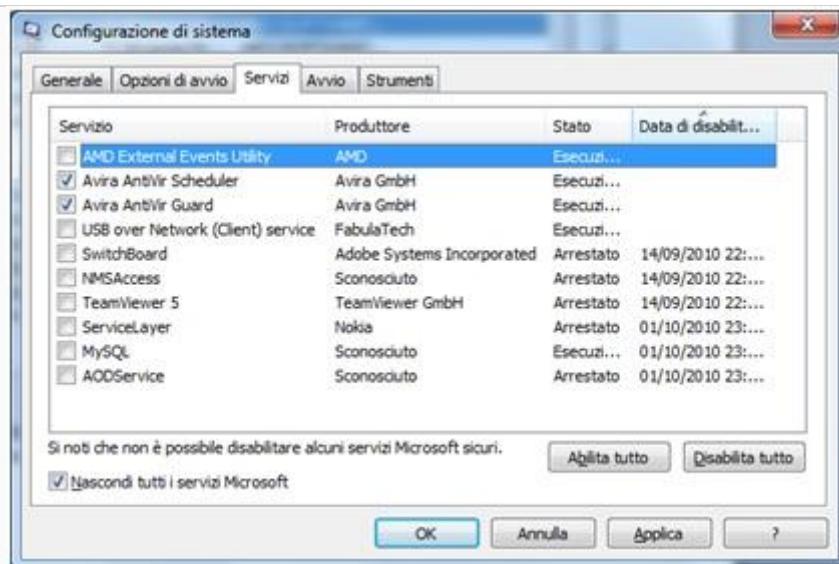 Configurazione di sistema
Generale Opzioni di avvio Servizi Avvio Strumenti
Servizio Produttore Stato Data di disabilit...
AMD External Events Utility AMD Esecuzi...
Avira AntiVir Scheduler Avira GmbH Esecuzi...
Avira AntiVir Guard Avira GmbH Esecuzi...
USB over Network (Client) service FabulaTech Esecuzi...
SwitchBoard Adobe Systems Incorporated Arrestato 14/09/2010 22:...
NMSAccess Sconosciuto Arrestato 14/09/2010 22:...
TeamViewer 5 TeamViewer GmbH Arrestato 14/09/2010 22:...
ServiceLayer Nokia Arrestato 01/10/2010 23:...
MySQL Sconosciuto Esecuzi... 01/10/2010 23:...
AODService Sconosciuto Arrestato 01/10/2010 23:...
Si noti che non è possibile disabilitare alcuni servizi Microsoft sicuri.
Abilita tutto Disabilita tutto
Nascondi tutti i servizi Microsoft
OK Annulla Applica ?